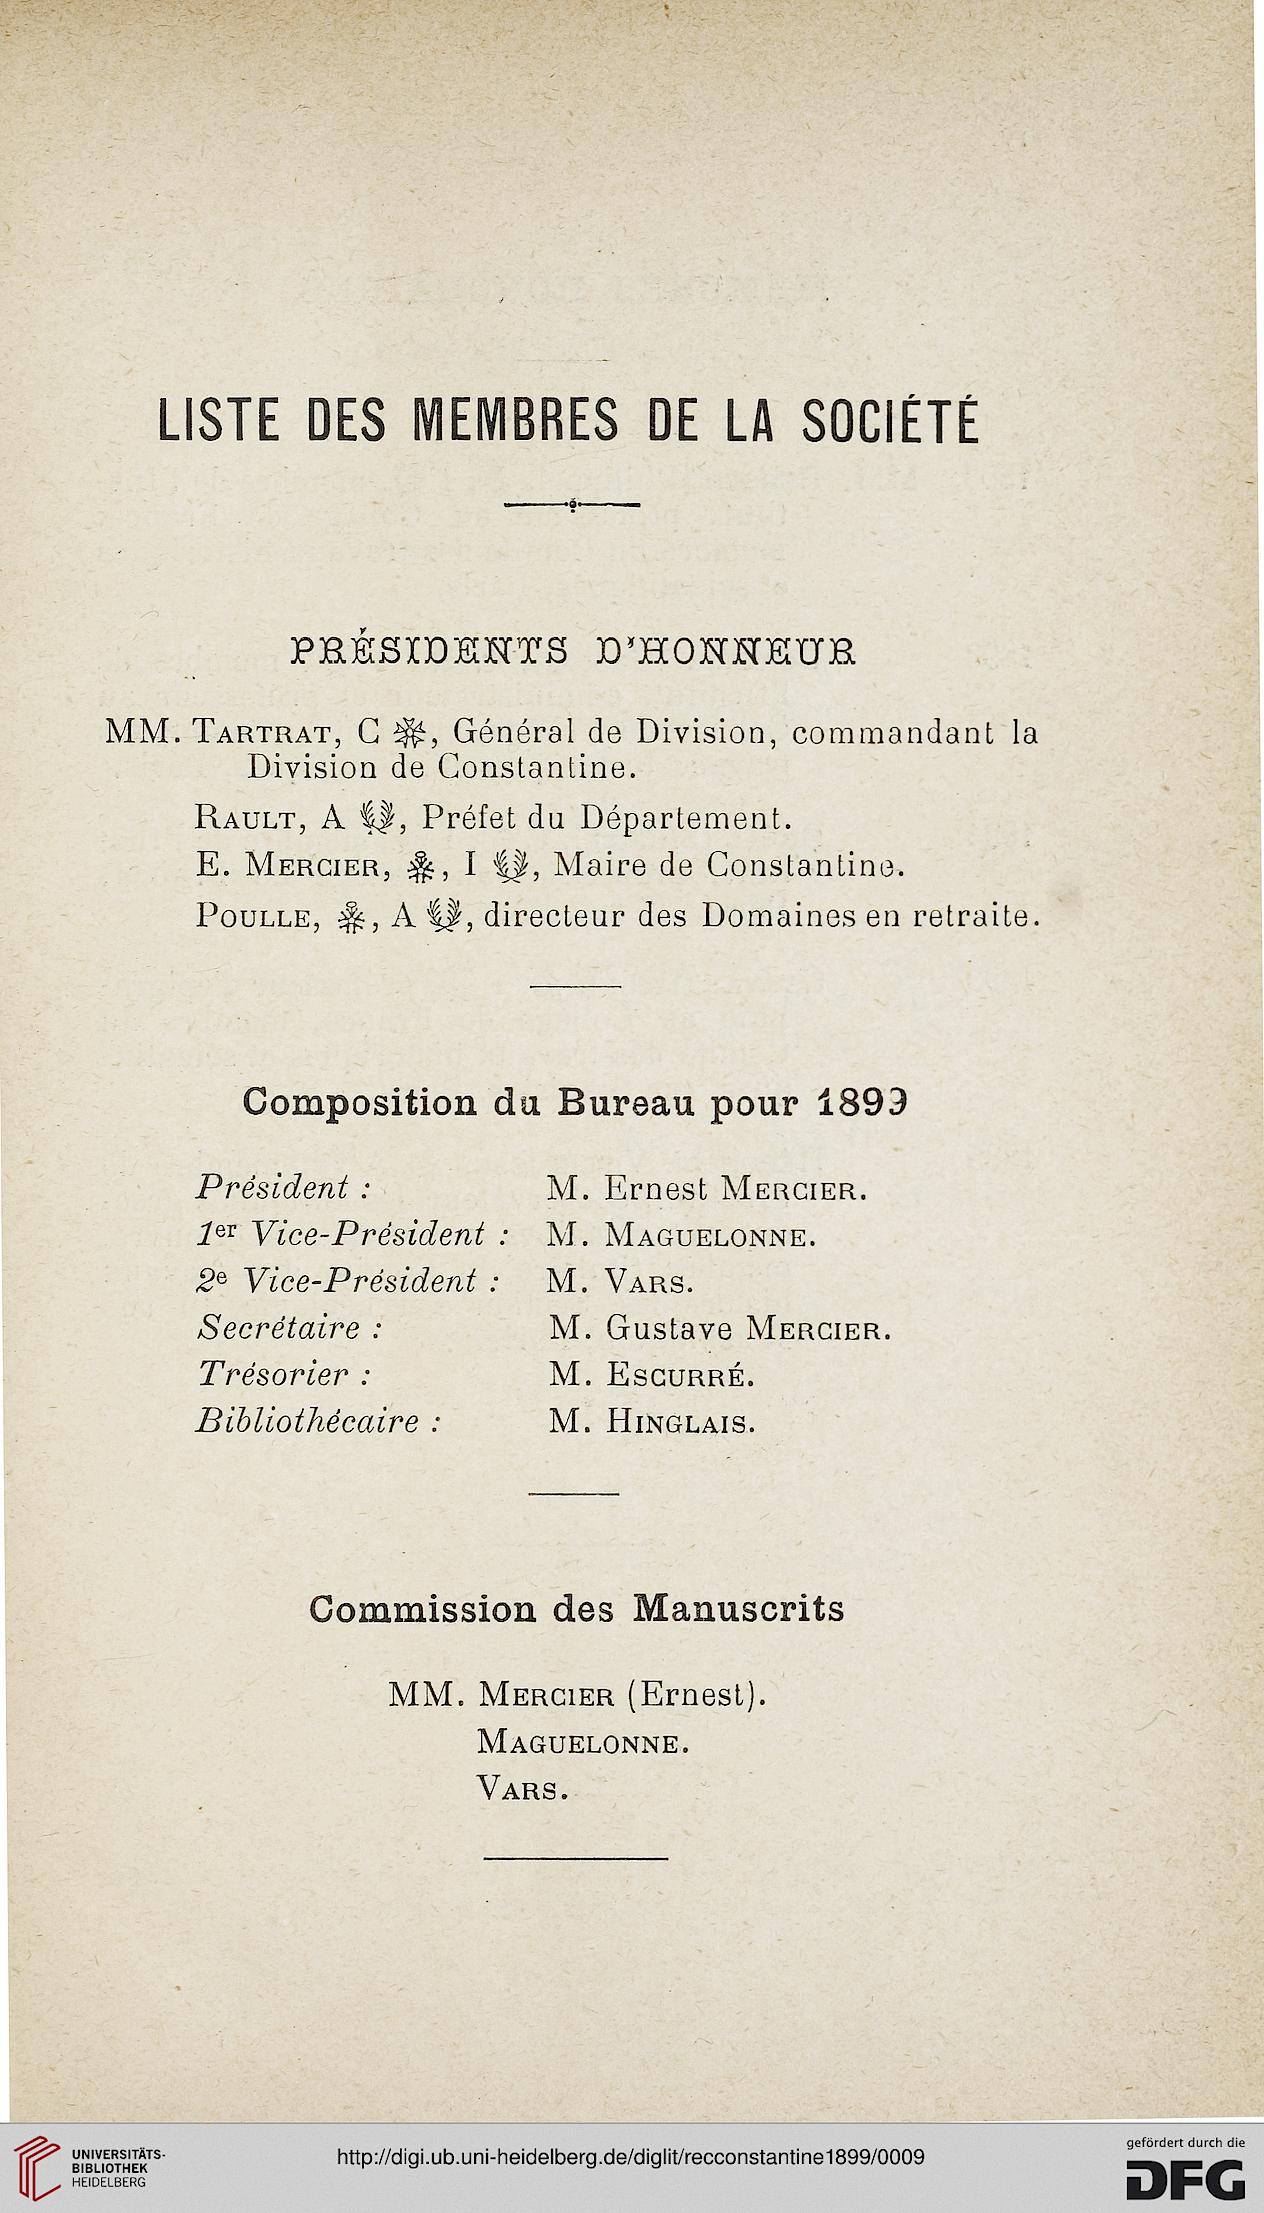 LISTE DES MEMBRES DE LA SOCIÉTÉ
PRÉSIDENTS D'HONNEUR
MM. TARTRAT, C ❋, Général de Division, commandant la
Division de Constantine.
RAULT, A, Préfet du Département.
E. MERCIER, ❋, I, Maire de Constantine.
POULLE, ❋, A, directeur des Domaines en retraite.
Composition du Bureau pour 1899
Président : M. Ernest MERCIER.
1er Vice-Président : M. MAGUELONNE.
2e Vice-Président : M. VARS.
Secrétaire : M. Gustave MERCIER.
Trésorier : M. ESCURRÉ.
Bibliothécaire : M. HINGLAIS.
Commission des Manuscrits
MM. MERCIER (Ernest).
MAGUELONNE.
VARS.
UNIVERSITÄTS-
BIBLIOTHEK
HEIDELBERG
http://digi.ub.uni-heidelberg.de/diglit/recconstantine1899/0009
gefördert durch die
DFG